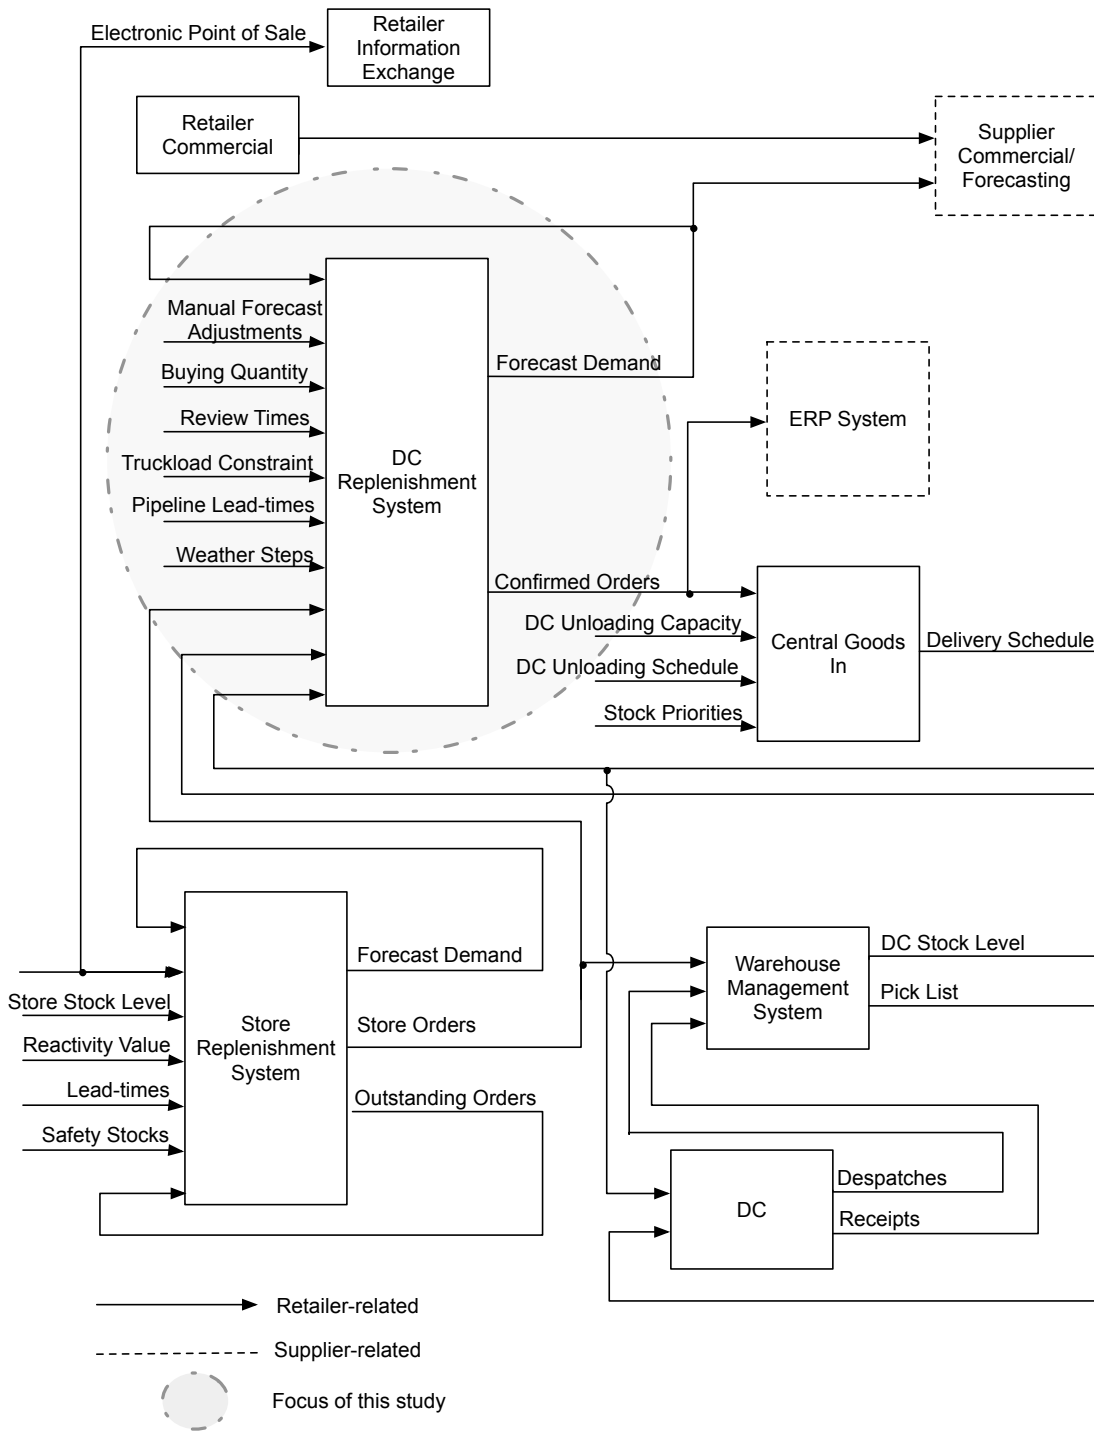 Electronic Point of Sale
Retailer
Information
Exchange
Retailer
Commercial
Supplier
Commercial/
Forecasting
Manual Forecast
Adjustments
Buying Quantity
Review Times
Truckload Constraint
Pipeline Lead-times
Weather Steps
DC
Replenishment
System
Forecast Demand
ERP System
Confirmed Orders
DC Unloading Capacity
DC Unloading Schedule
Stock Priorities
Central Goods
In
Delivery Schedule
Store Stock Level
Reactivity Value
Lead-times
Safety Stocks
Store
Replenishment
System
Forecast Demand
Store Orders
Outstanding Orders
Warehouse
Management
System
DC Stock Level
Pick List
DC
Despatches
Receipts
Retailer-related
Supplier-related
Focus of this study